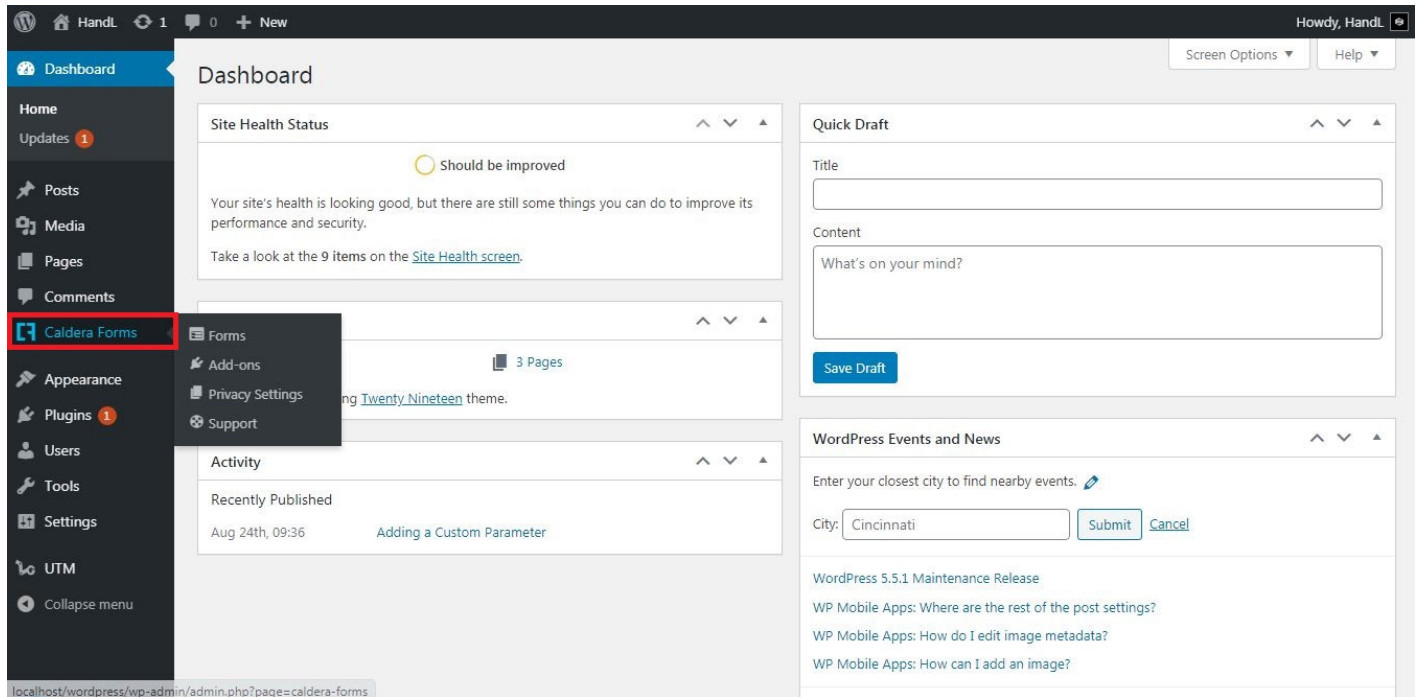 HandL 1 0 New
Howdy, HandL
Dashboard
Home
Updates 1
Posts
Media
Pages
Comments
Caldera Forms
Appearance
Plugins 1
Users
Tools
Settings
UTM
Collapse menu
Forms
Add-ons
Privacy Settings
Support
Screen Options
Help
Dashboard
Site Health Status
Should be improved
Your site's health is looking good, but there are still some things you can do to improve its
performance and security.
Take a look at the 9 items on the Site Health screen.
3 Pages
ng Twenty Nineteen theme.
Activity
Recently Published
Aug 24th, 09:36 Adding a Custom Parameter
Quick Draft
Title
Content
What's on your mind?
Save Draft
WordPress Events and News
Enter your closest city to find nearby events.
City: Cincinnati Submit Cancel
WordPress 5.5.1 Maintenance Release
WP Mobile Apps: Where are the rest of the post settings?
WP Mobile Apps: How do I edit image metadata?
WP Mobile Apps: How can I add an image?
localhost/wordpress/wp-admin/admin.php?page=caldera-forms